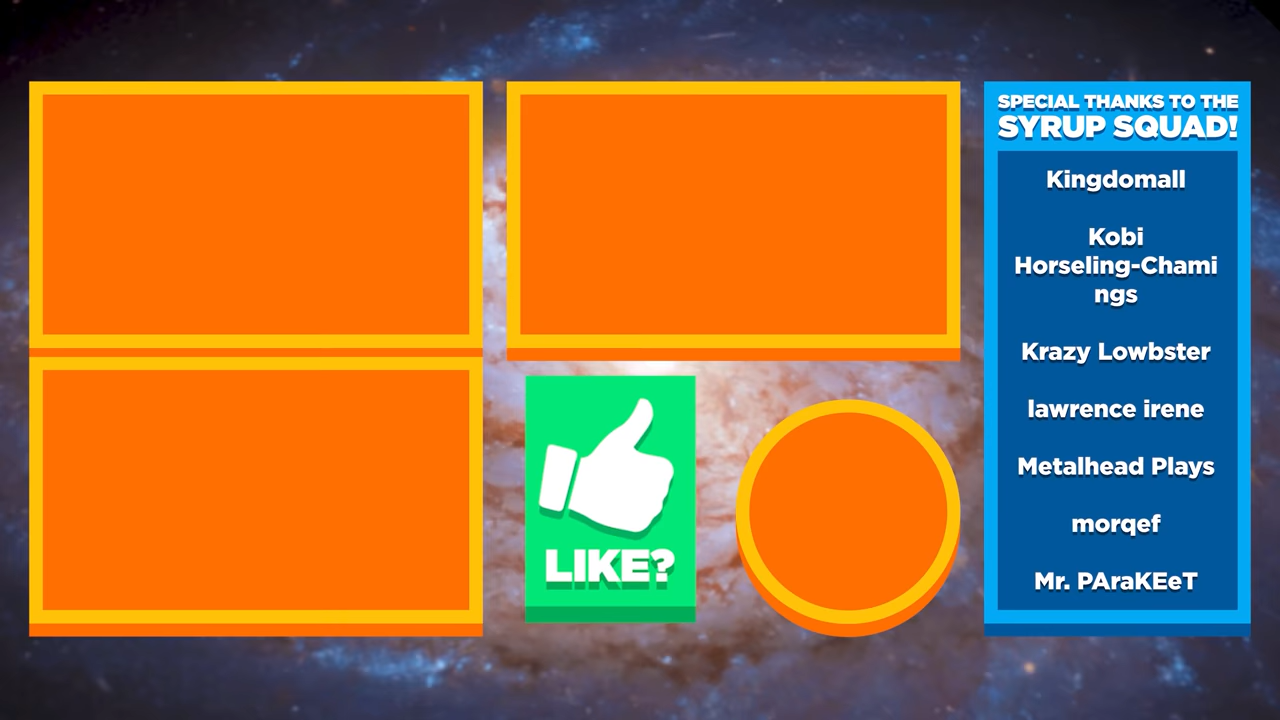 SPECIAL THANKS TO THE
SYRUP SQUAD!
Kingdomall
Kobi
Horseling-Chami
ngs
Krazy Lowbster
lawrence irene
Metalhead Plays
morqef
Mr. PAraKEeT
LIKE?